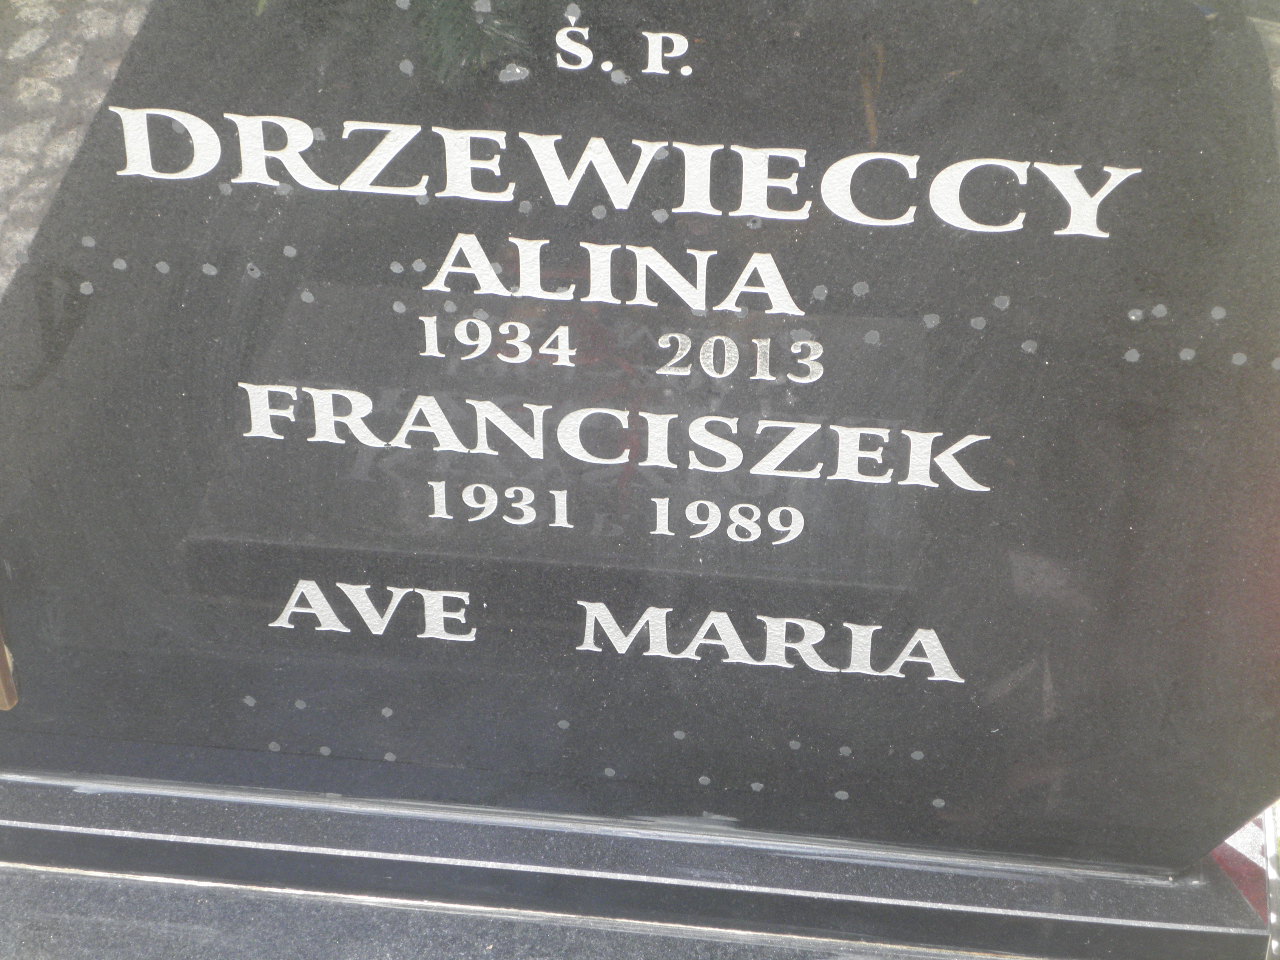 Ś. P.
DRZEWIECCY
ALINA
1934 2013
FRANCISZEK
1931 1989
AVE MARIA